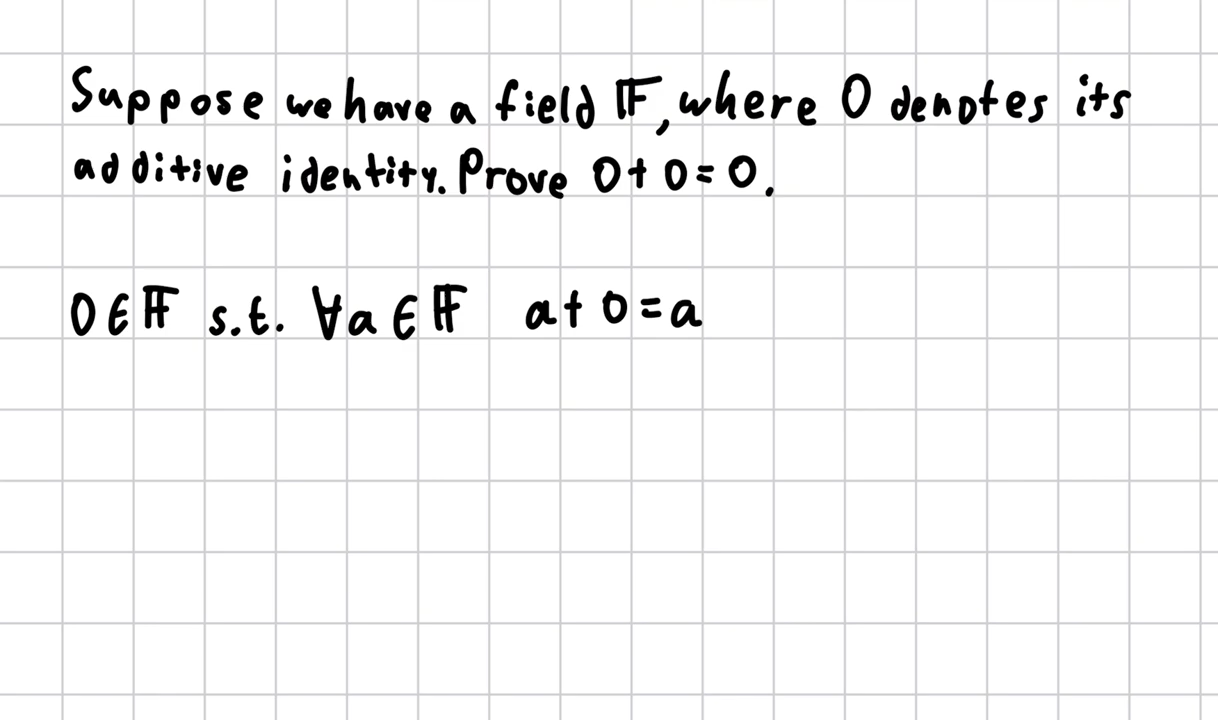 Suppose we have a field 𝔽, where 0 denotes its
additive identity. Prove 0+0=0.
0∈𝔽 s.t. ∀a∈𝔽 a+0=a